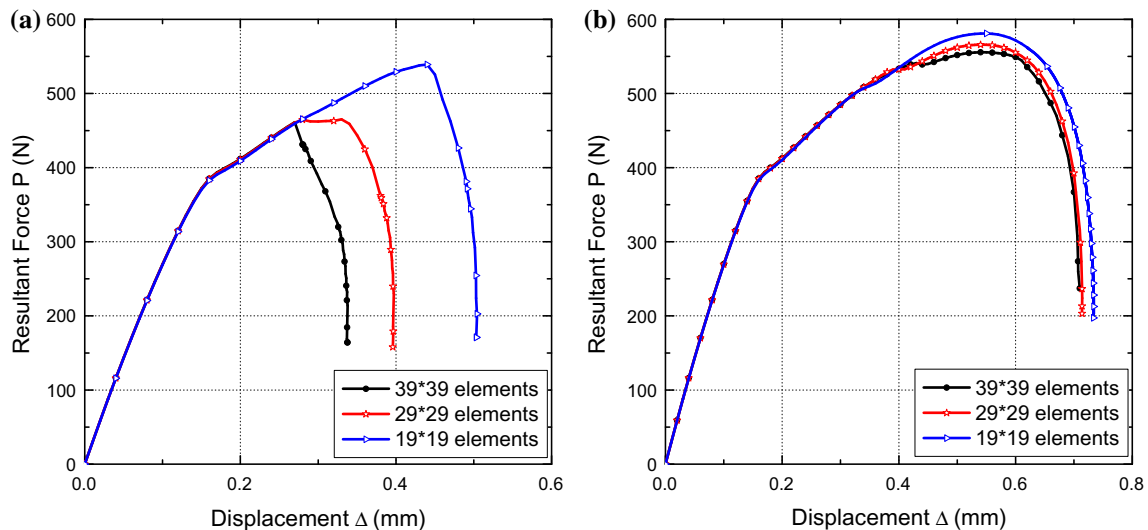 (a)
600
500
400
300
200
100
0
Resultant Force P (N)
0.0 0.2 0.4 0.6
Displacement Δ (mm)
39*39 elements
29*29 elements
19*19 elements
(b)
600
500
400
300
200
100
0
Resultant Force P (N)
0.0 0.2 0.4 0.6 0.8
Displacement Δ (mm)
39*39 elements
29*29 elements
19*19 elements